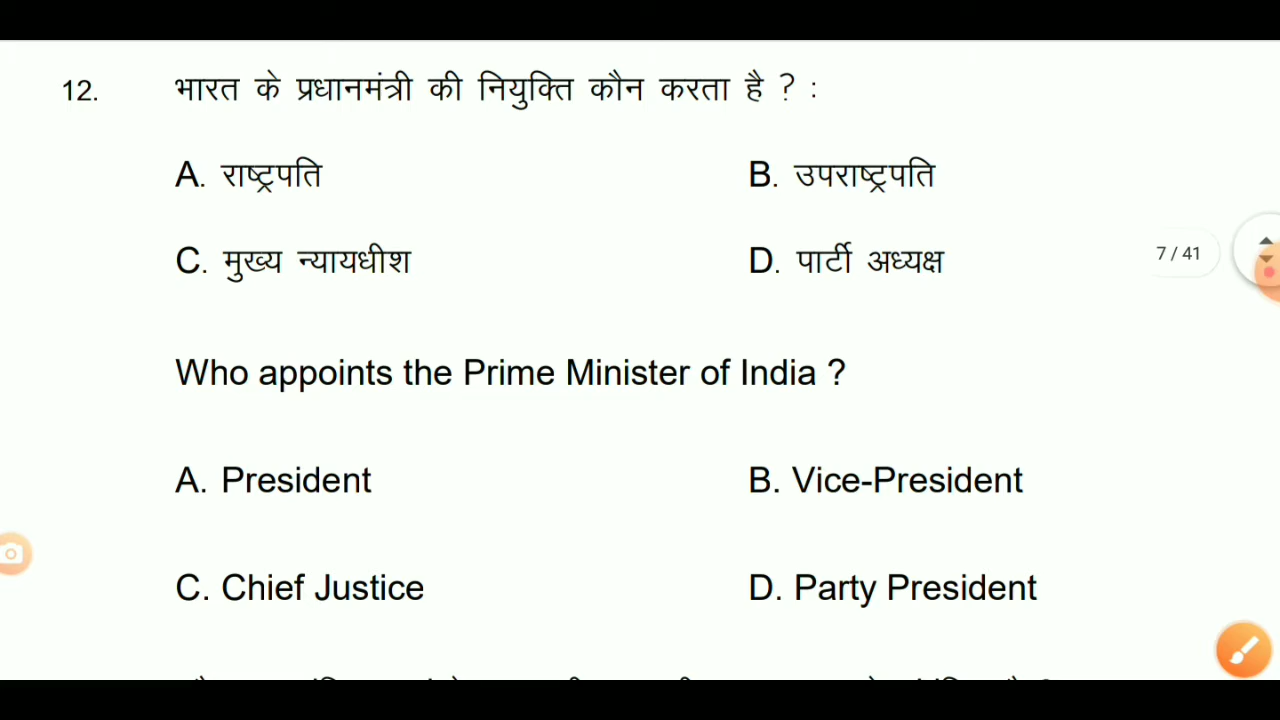 12. भारत के प्रधानमंत्री की नियुक्ति कौन करता है ? :
A. राष्ट्रपति B. उपराष्ट्रपति
C. मुख्य न्यायधीश D. पार्टी अध्यक्ष
7 / 41
Who appoints the Prime Minister of India ?
A. President B. Vice-President
C. Chief Justice D. Party President